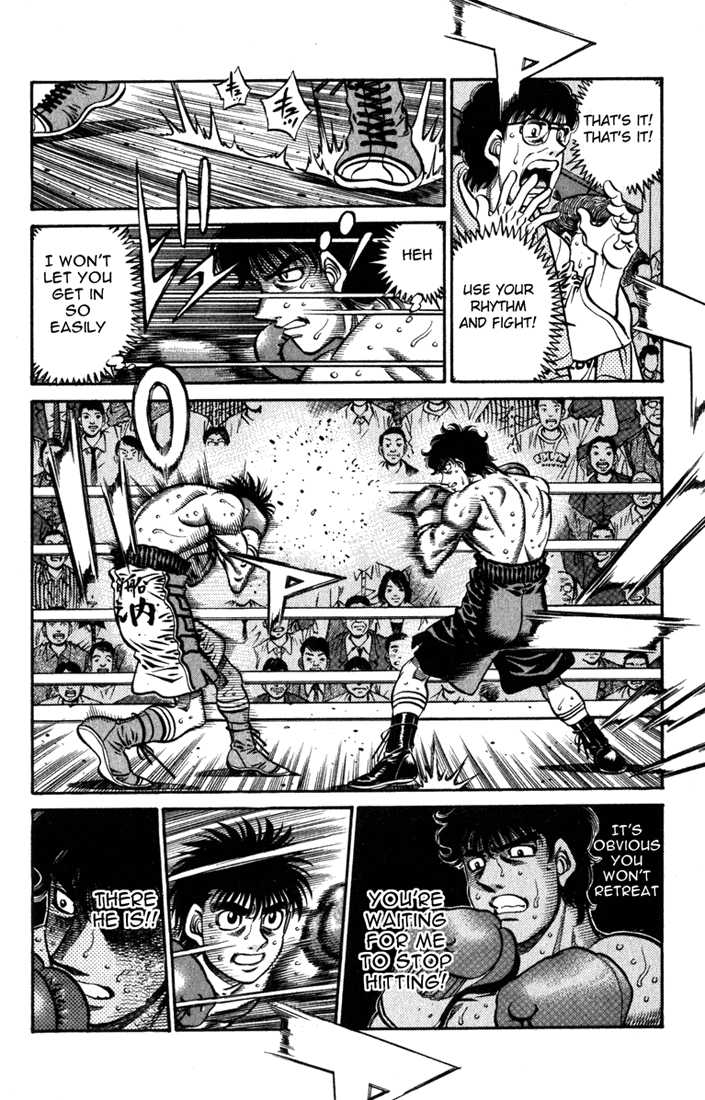 THAT'S IT!
THAT'S IT!
USE YOUR
RHYTHM
AND FIGHT!
HEH
I WON'T
LET YOU
GET IN
SO
EASILY
内
IT'S
OBVIOUS
YOU
WON'T
RETREAT
YOU'RE
WAITING
FOR ME
TO STOP
HITTING!
THERE
HE IS!!